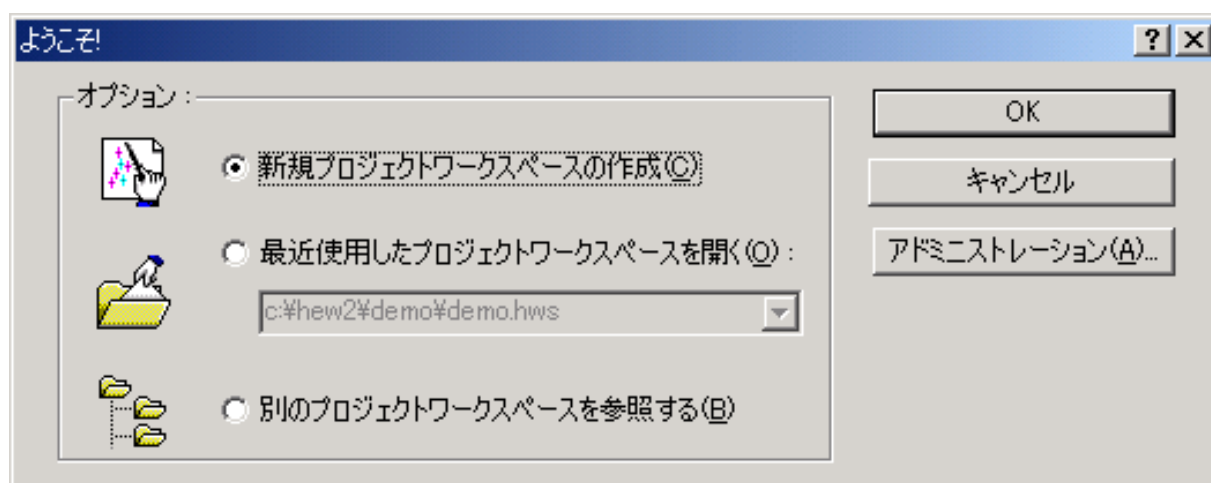 ようこそ!
オプション :
新規プロジェクトワークスペースの作成(C)
最近使用したプロジェクトワークスペースを開く(O) :
c:¥hew2¥demo¥demo.hws
別のプロジェクトワークスペースを参照する(B)
OK
キャンセル
アドミニストレーション(A)...